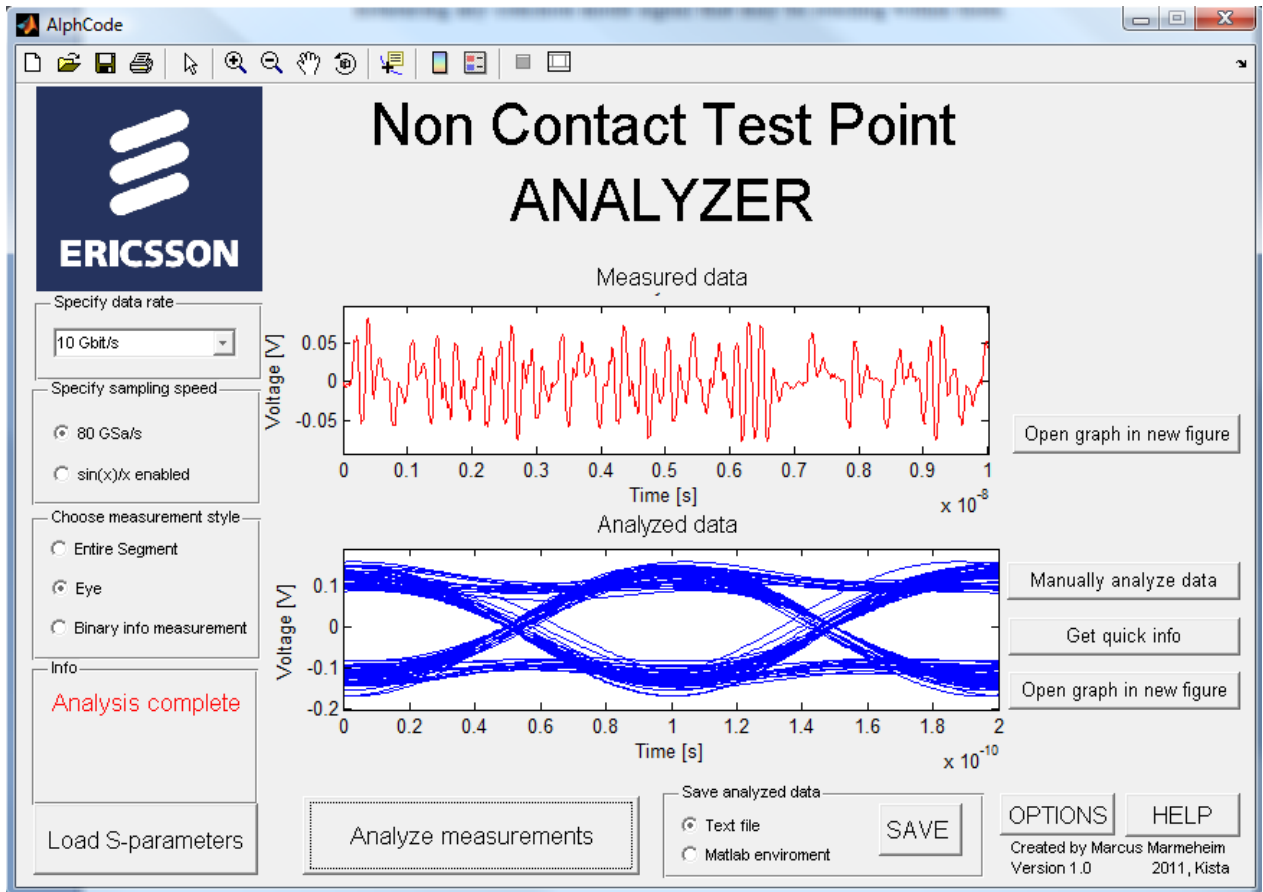 AlphCode
ERICSSON
Non Contact Test Point
ANALYZER
Specify data rate
10 Gbit/s
Specify sampling speed
80 GSa/s
sin(x)/x enabled
Choose measurement style
Entire Segment
Eye
Binary info measurement
Info
Analysis complete
Load S-parameters
Measured data
Voltage [V]
0.05
0
-0.05
0 0.1 0.2 0.3 0.4 0.5 0.6 0.7 0.8 0.9 1
Time [s]
x 10^-8
Open graph in new figure
Analyzed data
Voltage [V]
0.1
0
-0.1
-0.2
0 0.2 0.4 0.6 0.8 1 1.2 1.4 1.6 1.8 2
Time [s]
x 10^-10
Manually analyze data
Get quick info
Open graph in new figure
Analyze measurements
Save analyzed data
Text file
Matlab enviroment
SAVE
OPTIONS
HELP
Created by Marcus Marmeheim
Version 1.0 2011, Kista